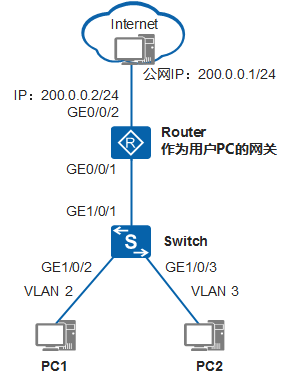 Internet
公网IP：200.0.0.1/24
IP：200.0.0.2/24
GE0/0/2
Router
作为用户PC的网关
R
GE0/0/1
GE1/0/1
S
Switch
GE1/0/2
GE1/0/3
VLAN 2
VLAN 3
PC1
PC2